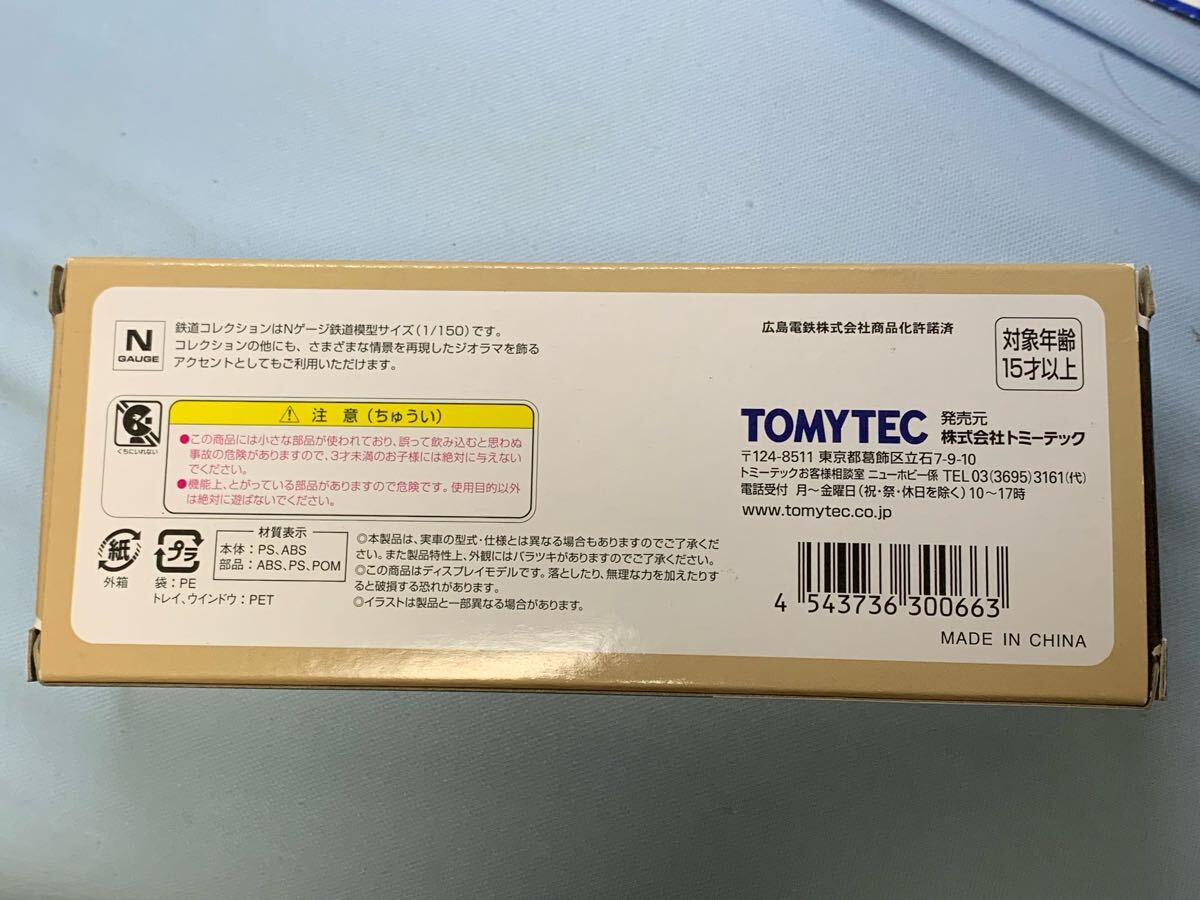 N
GAUGE
鉄道コレクションはNゲージ鉄道模型サイズ(1/150)です。
コレクションの他にも、さまざまな情景を再現したジオラマを飾る
アクセントとしてもご利用いただけます。
広島電鉄株式会社商品化許諾済
対象年齢
15才以上
くちにいれない
⚠ 注 意(ちゅうい)
●この商品には小さな部品が使われており、誤って飲み込むと思わぬ
事故の危険がありますので、3才未満のお子様には絶対に与えない
でください。
●機能上、とがっている部品がありますので危険です。使用目的以外
は絶対に遊ばないでください。
TOMYTEC 発売元
株式会社トミーテック
〒124-8511 東京都葛飾区立石7-9-10
トミーテックお客様相談室 ニューホビー係 TEL 03(3695)3161(代)
電話受付 月~金曜日(祝・祭・休日を除く)10~17時
www.tomytec.co.jp
紙
外箱
プラ
袋:PE
トレイ、ウインドウ:PET
材質表示
本体:PS、ABS
部品:ABS、PS、POM
◎本製品は、実車の型式・仕様とは異なる場合もありますのでご了承くだ
さい。また製品特性上、外観にはバラツキがありますのでご了承ください。
◎この商品はディスプレイモデルです。落としたり、無理な力を加えたりす
ると破損する恐れがあります。
◎イラストは製品と一部異なる場合があります。
4 543736 300663
MADE IN CHINA